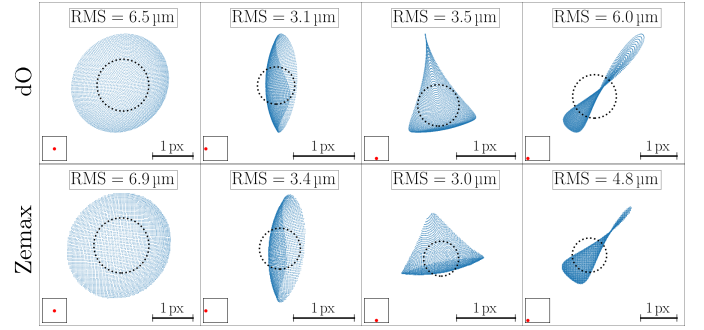 dO
RMS = 6.5 µm
RMS = 3.1 µm
RMS = 3.5 µm
RMS = 6.0 µm
1 px
1 px
1 px
1 px
Zemax
RMS = 6.9 µm
RMS = 3.4 µm
RMS = 3.0 µm
RMS = 4.8 µm
1 px
1 px
1 px
1 px